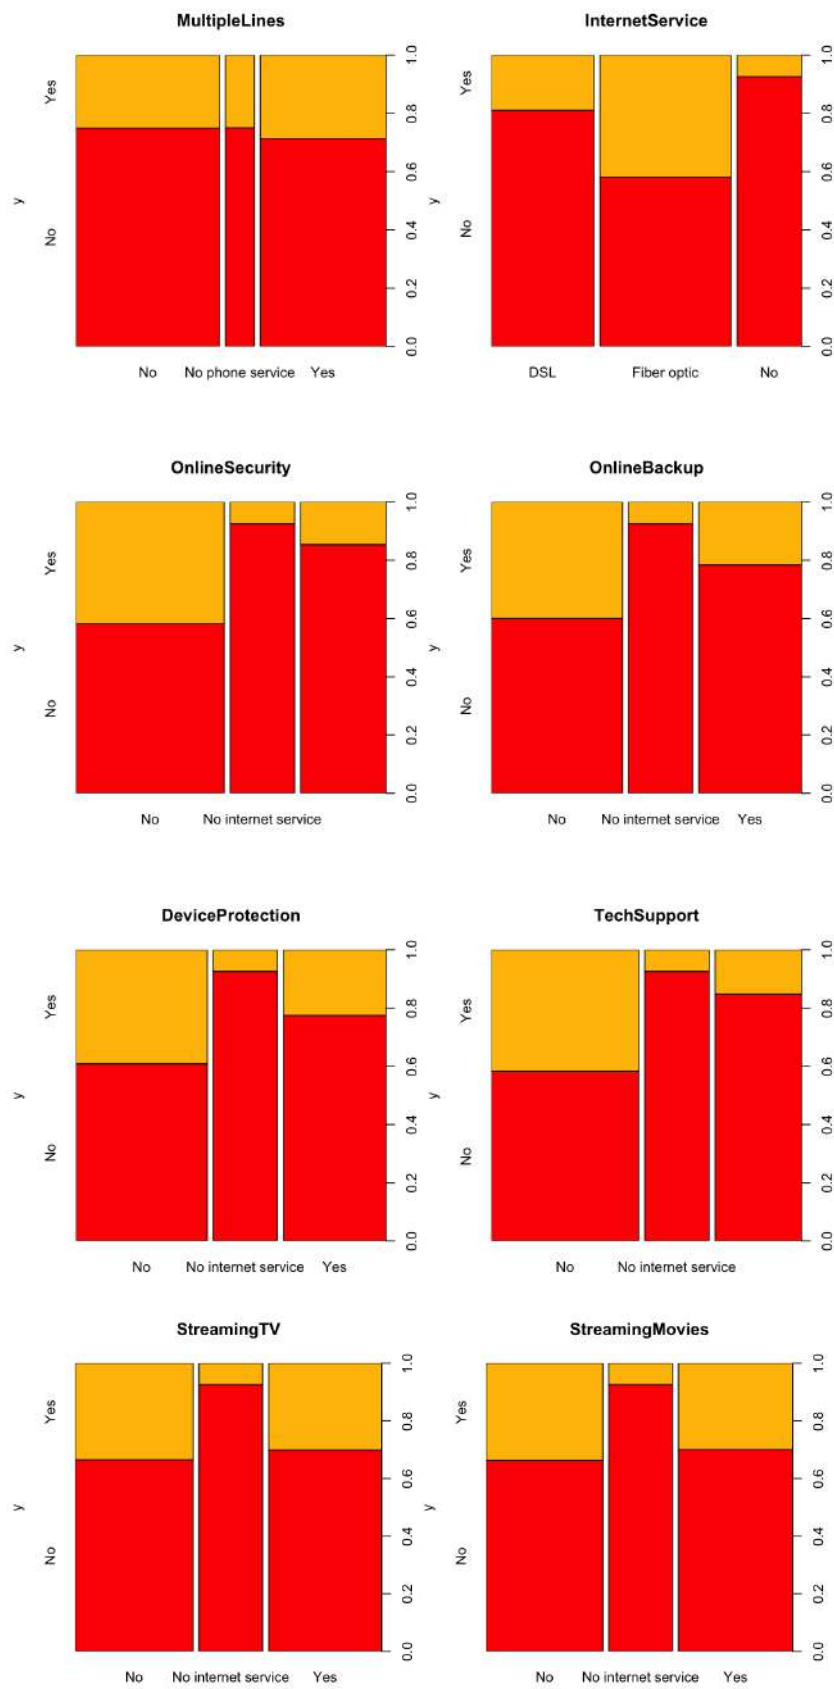 MultipleLines
InternetService
Yes
No
y
0.0 0.2 0.4 0.6 0.8 1.0
No No phone service Yes
Yes
No
y
0.0 0.2 0.4 0.6 0.8 1.0
DSL Fiber optic No
OnlineSecurity
OnlineBackup
Yes
No
y
0.0 0.2 0.4 0.6 0.8 1.0
No No internet service
Yes
No
y
0.0 0.2 0.4 0.6 0.8 1.0
No No internet service Yes
DeviceProtection
TechSupport
Yes
No
y
0.0 0.2 0.4 0.6 0.8 1.0
No No internet service Yes
Yes
No
y
0.0 0.2 0.4 0.6 0.8 1.0
No No internet service
StreamingTV
StreamingMovies
Yes
No
y
0.0 0.2 0.4 0.6 0.8 1.0
No No internet service Yes
Yes
No
y
0.0 0.2 0.4 0.6 0.8 1.0
No No internet service Yes